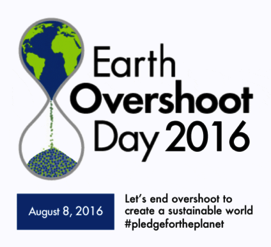 Earth
Overshoot
Day 2016
August 8, 2016
Let's end overshoot to
create a sustainable world
#pledgefortheplanet